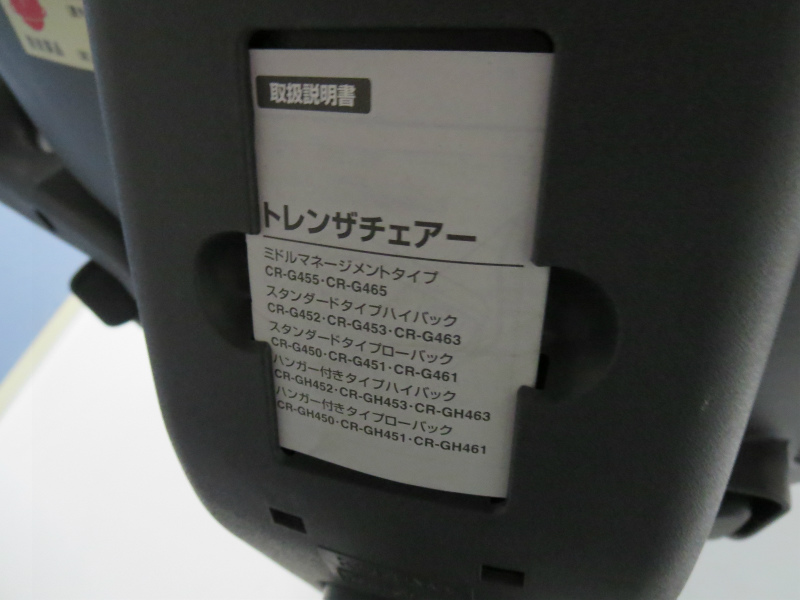 取扱説明書
トレンザチェアー
ミドルマネージメントタイプ
CR-G455・CR-G465
スタンダードタイプハイバック
CR-G452・CR-G453・CR-G463
スタンダードタイプローバック
CR-G450・CR-G451・CR-G461
ハンガー付きタイプハイバック
CR-GH452・CR-GH453・CR-GH463
ハンガー付きタイプローバック
CR-GH450・CR-GH451・CR-GH461